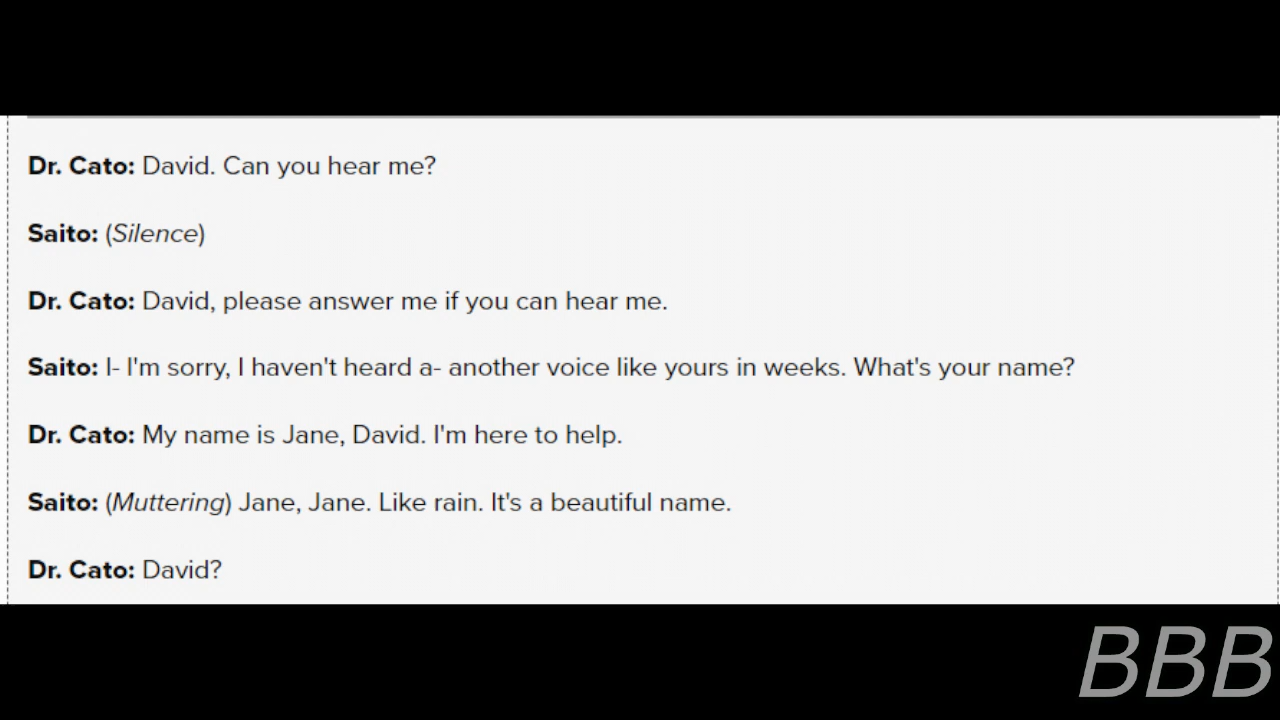 Dr. Cato: David. Can you hear me?
Saito: (Silence)
Dr. Cato: David, please answer me if you can hear me.
Saito: I- I'm sorry, I haven't heard a- another voice like yours in weeks. What's your name?
Dr. Cato: My name is Jane, David. I'm here to help.
Saito: (Muttering) Jane, Jane. Like rain. It's a beautiful name.
Dr. Cato: David?
BBB